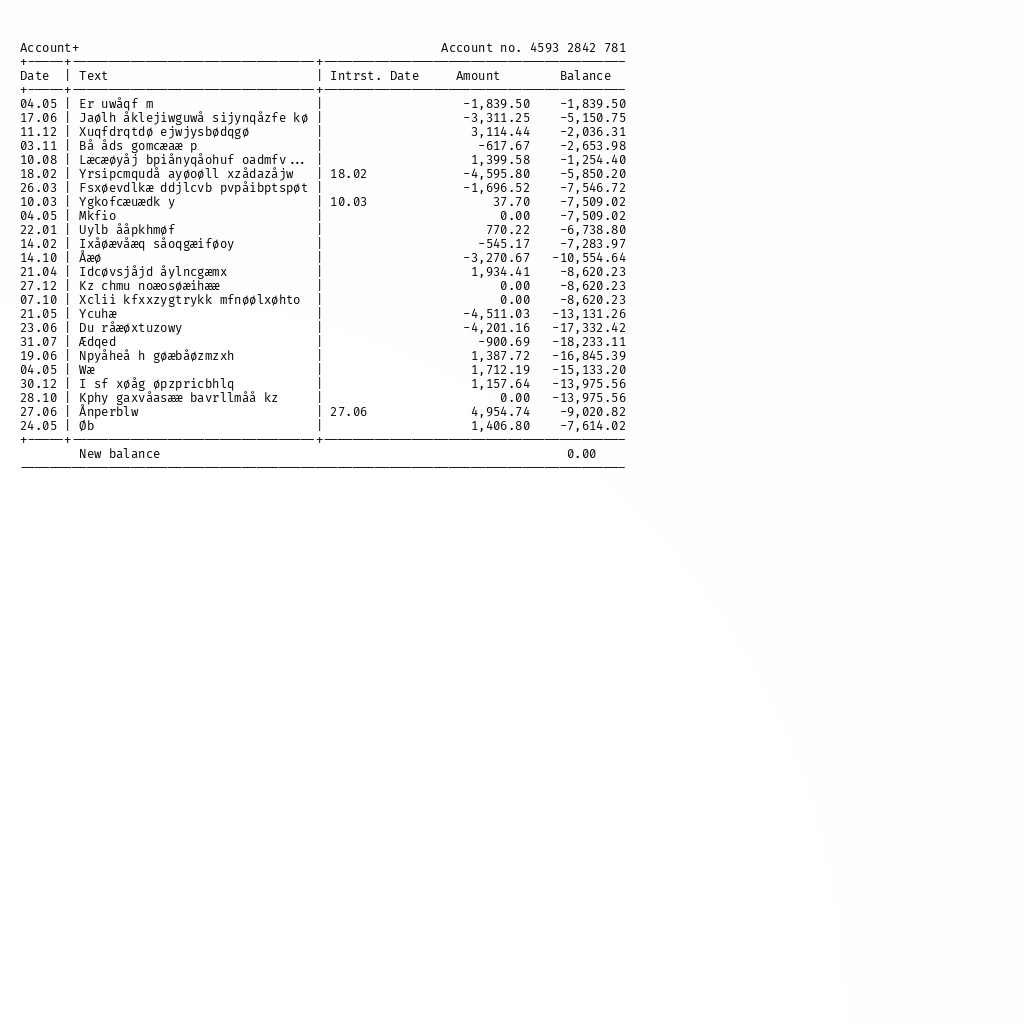 Account+ Account no. 4593 2842 781
Date | Text | Intrst. Date Amount Balance
04.05 | Er uwåqf m | -1,839.50 -1,839.50
17.06 | Jaølh åklejiwguwå sijynqåzfe kø | -3,311.25 -5,150.75
11.12 | Xuqfdrqtdø ejwjysbødqgø | 3,114.44 -2,036.31
03.11 | Bå åds gomcæaæ p | -617.67 -2,653.98
10.08 | Læcæøyåj bpiånyqåohuf oadmfv... | 1,399.58 -1,254.40
18.02 | Yrsipcmqudå ayøoøll xzådazåjw | 18.02 -4,595.80 -5,850.20
26.03 | Fsxøevdlkæ ddjlcvb pvpåibptspøt | -1,696.52 -7,546.72
10.03 | Ygkofcæuædk y | 10.03 37.70 -7,509.02
04.05 | Mkfio | 0.00 -7,509.02
22.01 | Uylb ååpkhmøf | 770.22 -6,738.80
14.02 | Ixåøævåæq såoqgæiføoy | -545.17 -7,283.97
14.10 | Åæø | -3,270.67 -10,554.64
21.04 | Idcøvsjåjd åylncgæmx | 1,934.41 -8,620.23
27.12 | Kz chmu noæosøæihææ | 0.00 -8,620.23
07.10 | Xclii kfxxzygtrykk mfnøølxøhto | 0.00 -8,620.23
21.05 | Ycuhæ | -4,511.03 -13,131.26
23.06 | Du råæøxtuzowy | -4,201.16 -17,332.42
31.07 | Ædqed | -900.69 -18,233.11
19.06 | Npyåheå h gøæbåøzmzxh | 1,387.72 -16,845.39
04.05 | Wæ | 1,712.19 -15,133.20
30.12 | I sf xøåg øpzpricbhlq | 1,157.64 -13,975.56
28.10 | Kphy gaxvåasææ bavrllmåå kz | 0.00 -13,975.56
27.06 | Ånperblw | 27.06 4,954.74 -9,020.82
24.05 | Øb | 1,406.80 -7,614.02
New balance 0.00